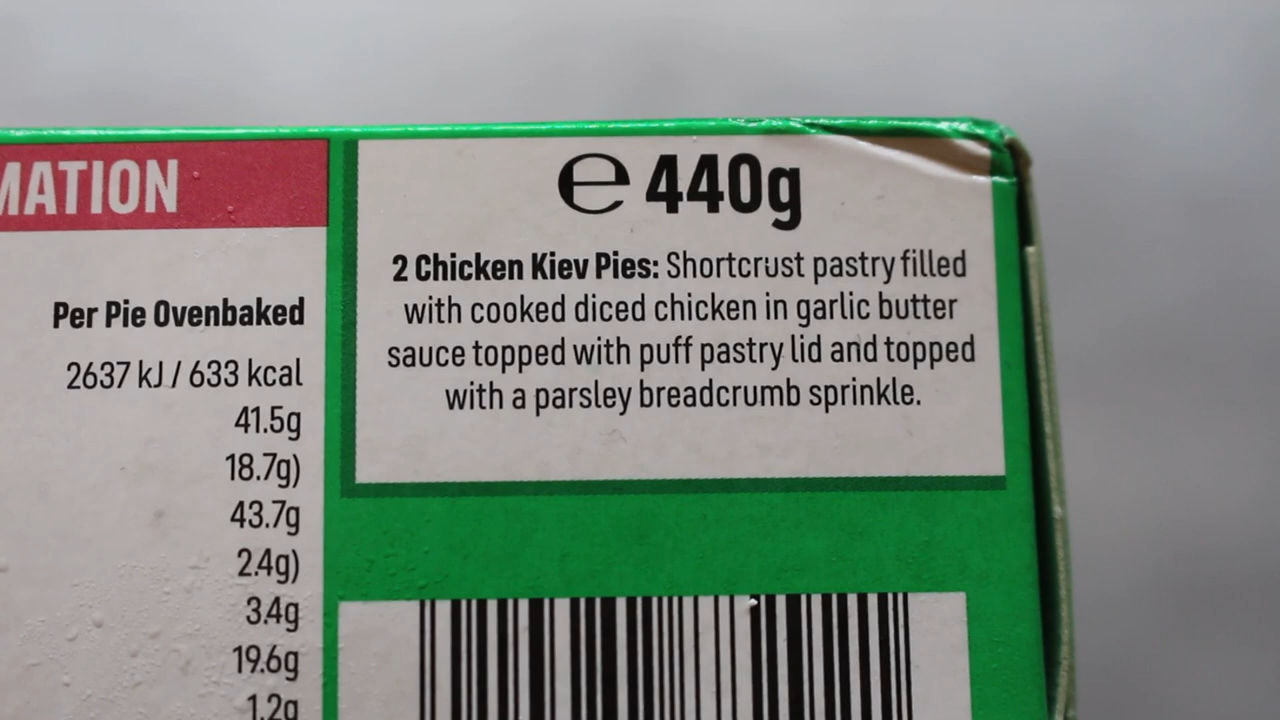 MATION
Per Pie Ovenbaked
2637 kJ / 633 kcal
41.5g
18.7g)
43.7g
2.4g)
3.4g
19.6g
1.2g
℮ 440g
2 Chicken Kiev Pies: Shortcrust pastry filled
with cooked diced chicken in garlic butter
sauce topped with puff pastry lid and topped
with a parsley breadcrumb sprinkle.